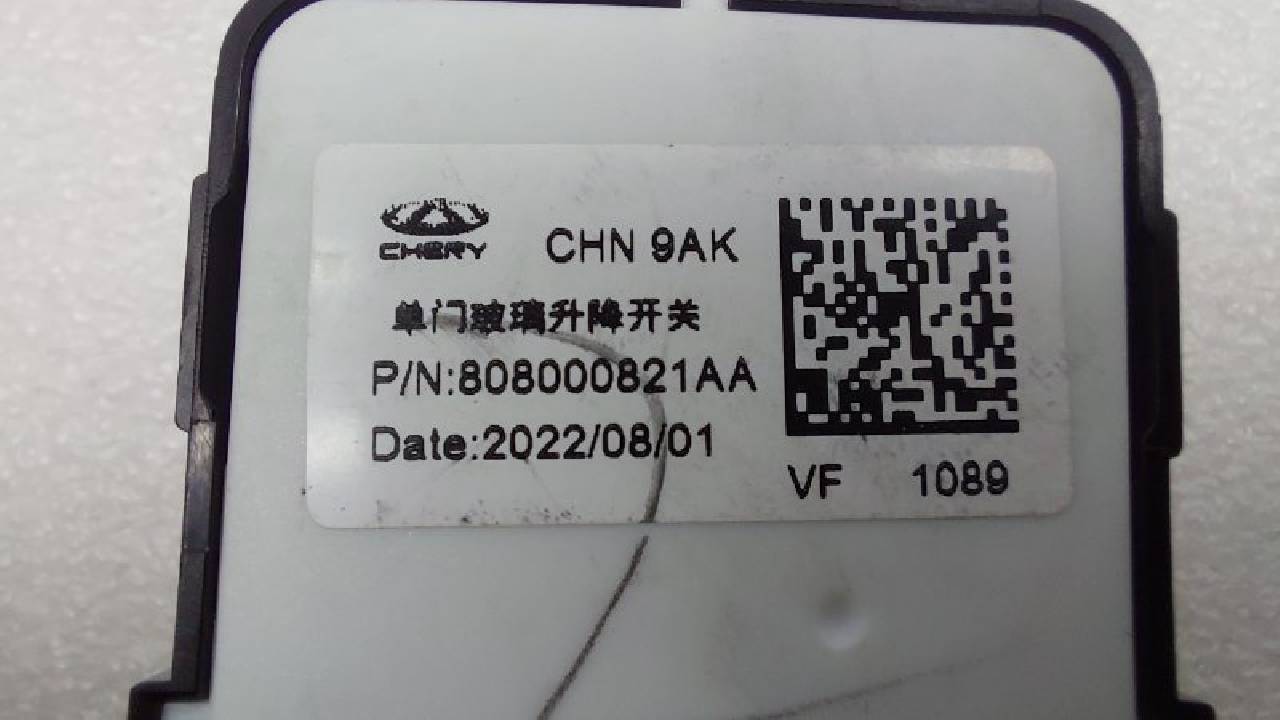 CHERY CHN 9AK
单门玻璃升降开关
P/N:808000821AA
Date:2022/08/01
VF 1089